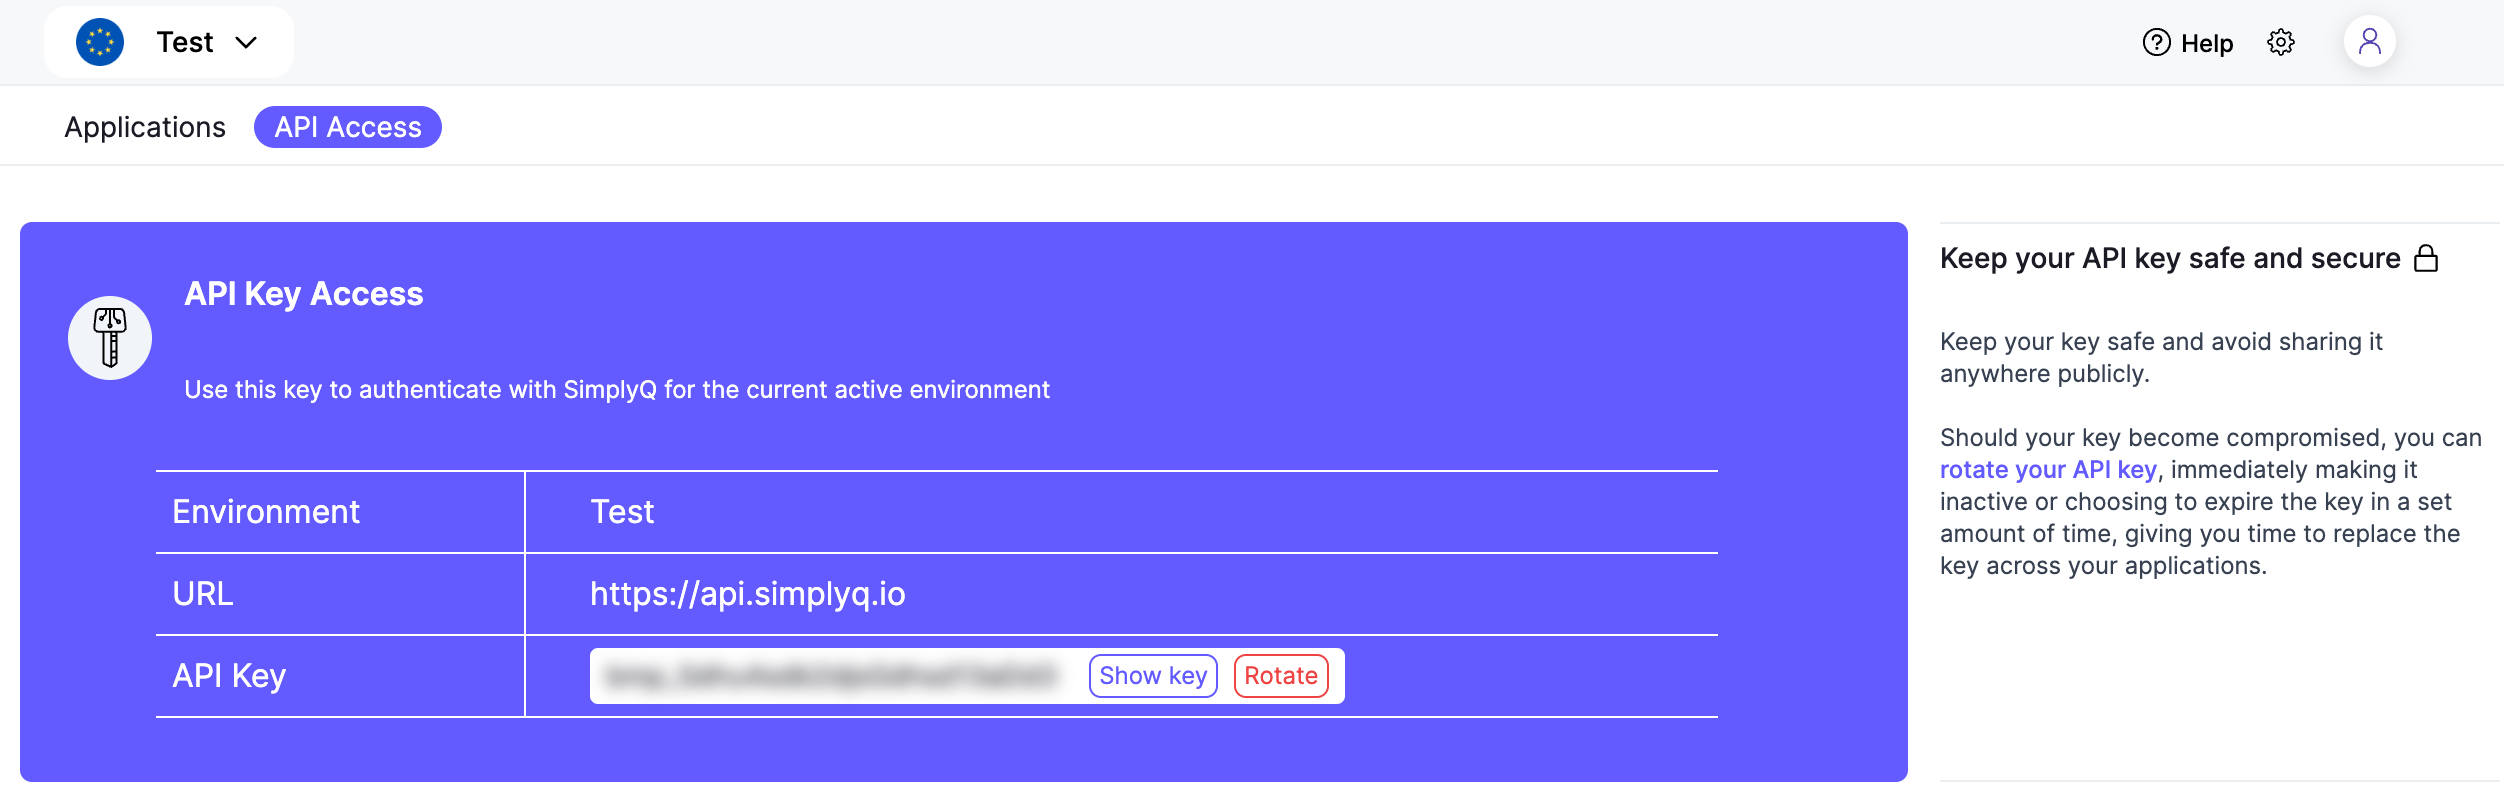 Test
Help
Applications
API Access
API Key Access
Use this key to authenticate with SimplyQ for the current active environment
Environment
Test
URL
https://api.simplyq.io
API Key
Show key
Rotate
Keep your API key safe and secure
Keep your key safe and avoid sharing it
anywhere publicly.
Should your key become compromised, you can
rotate your API key, immediately making it
inactive or choosing to expire the key in a set
amount of time, giving you time to replace the
key across your applications.